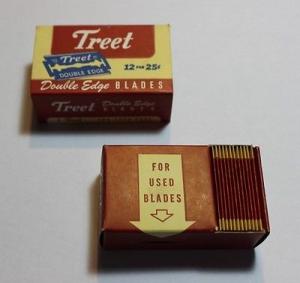 Treet
Treet
DOUBLE EDGE
12 FOR 25¢
Double Edge BLADES
Treet Double Edge
BLADES
FOR
USED
BLADES